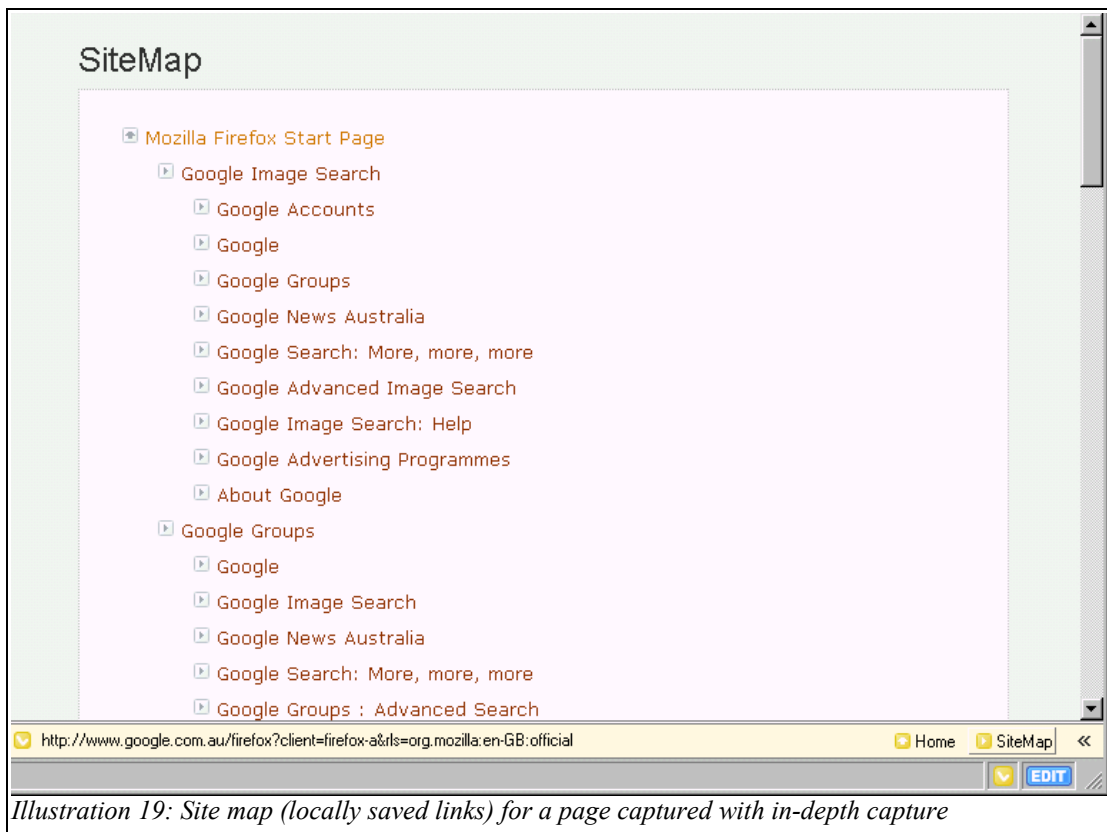 SiteMap
Mozilla Firefox Start Page
Google Image Search
Google Accounts
Google
Google Groups
Google News Australia
Google Search: More, more, more
Google Advanced Image Search
Google Image Search: Help
Google Advertising Programmes
About Google
Google Groups
Google
Google Image Search
Google News Australia
Google Search: More, more, more
Google Groups : Advanced Search
http://www.google.com.au/firefox?client=firefox-a&rls=org.mozilla:en-GB:official Home SiteMap «
EDIT
Illustration 19: Site map (locally saved links) for a page captured with in-depth capture